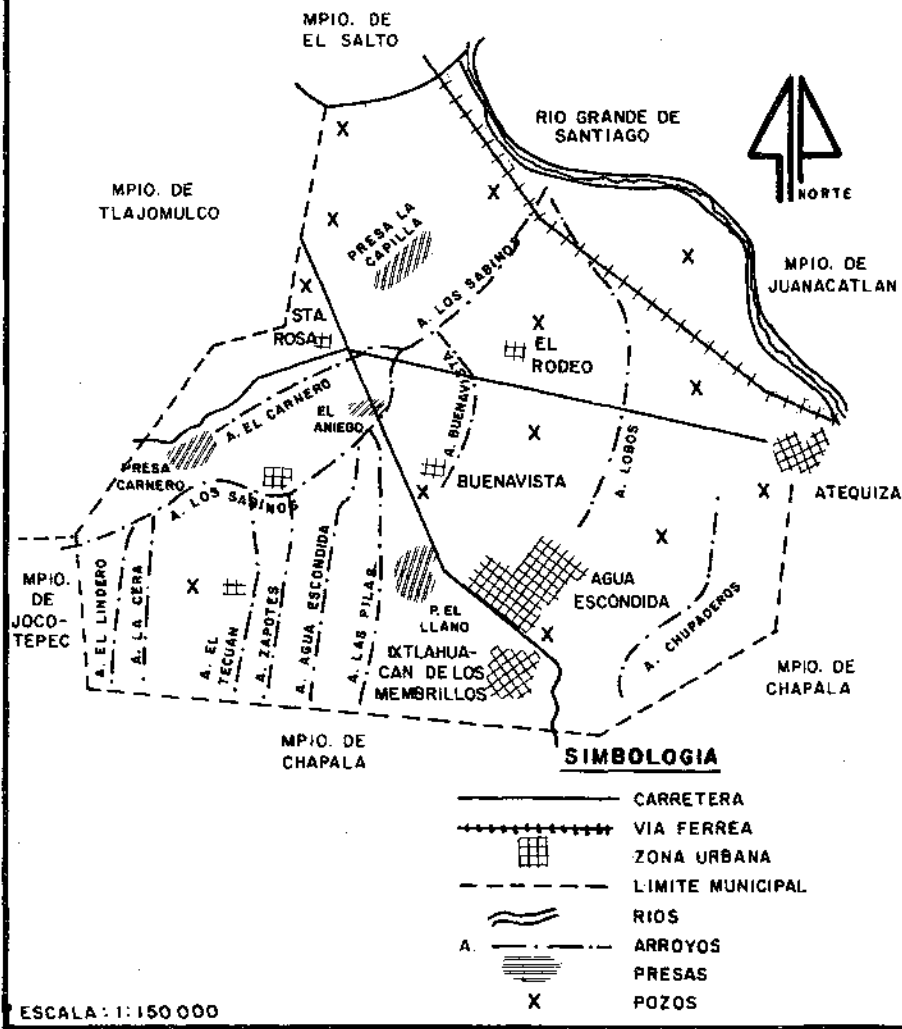 MPIO. DE
EL SALTO
RIO GRANDE DE
SANTIAGO
NORTE
MPIO. DE
TLAJOMULCO
PRESA LA
CAPILLA
MPIO. DE
JUANACATLAN
A. LOS SABINOS
STA.
ROSA
EL
RODEO
A. BUENAVISTA
A. EL CARNERO
EL
ANIEGO
A. LOBOS
PRESA
CARNERO
A. LOS SABINOS
BUENAVISTA
ATEQUIZA
MPIO.
DE
JOCO-
TEPEC
A. EL LINDERO
A. LA CERA
A. EL
TECUAN
A. ZAPOTES
A. AGUA ESCONDIDA
A. LAS PILAS
P. EL
LLANO
AGUA
ESCONDIDA
IXTLAHUA-
CAN DE LOS
MEMBRILLOS
A. CHUPADEROS
MPIO. DE
CHAPALA
MPIO. DE
CHAPALA
SIMBOLOGIA
CARRETERA
VIA FERREA
ZONA URBANA
LIMITE MUNICIPAL
RIOS
A. ARROYOS
PRESAS
X POZOS
ESCALA: 1:150 000